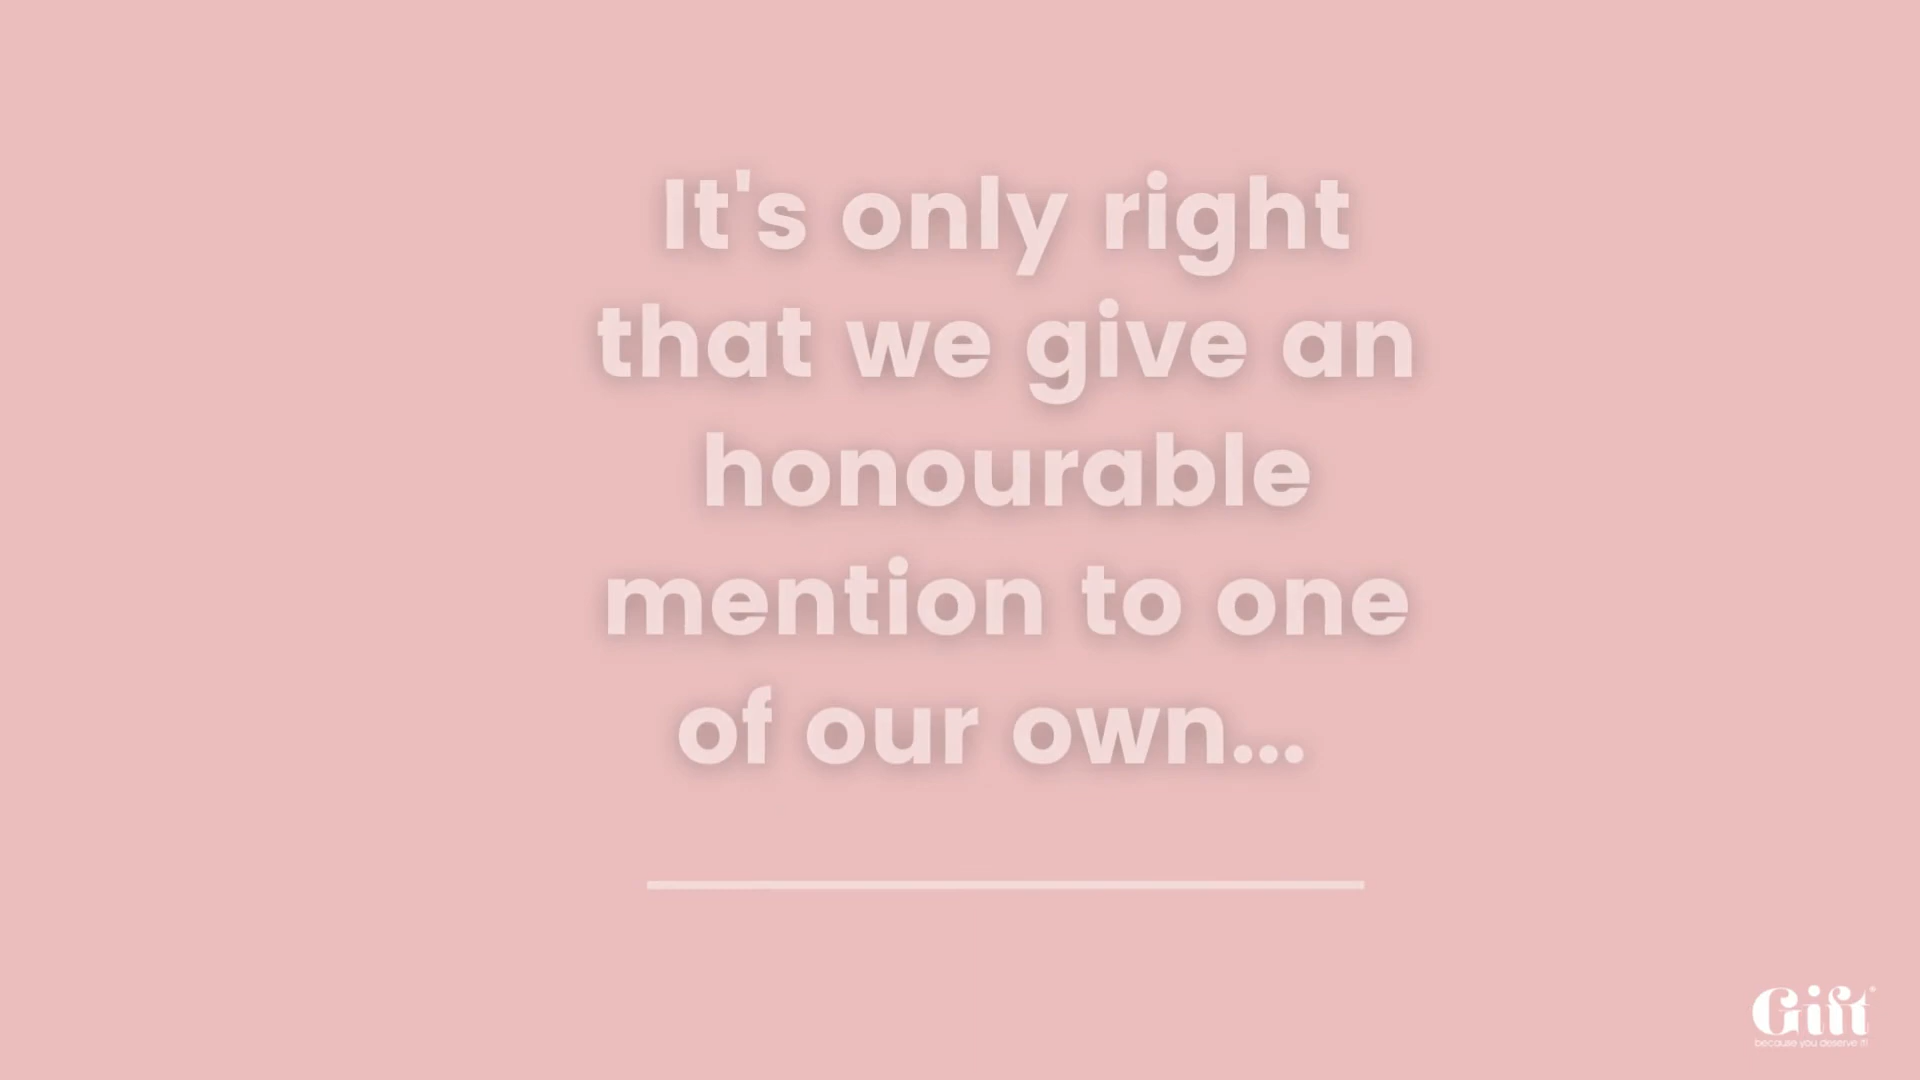 It's only right
that we give an
honourable
mention to one
of our own...
Gift
because you deserve it!